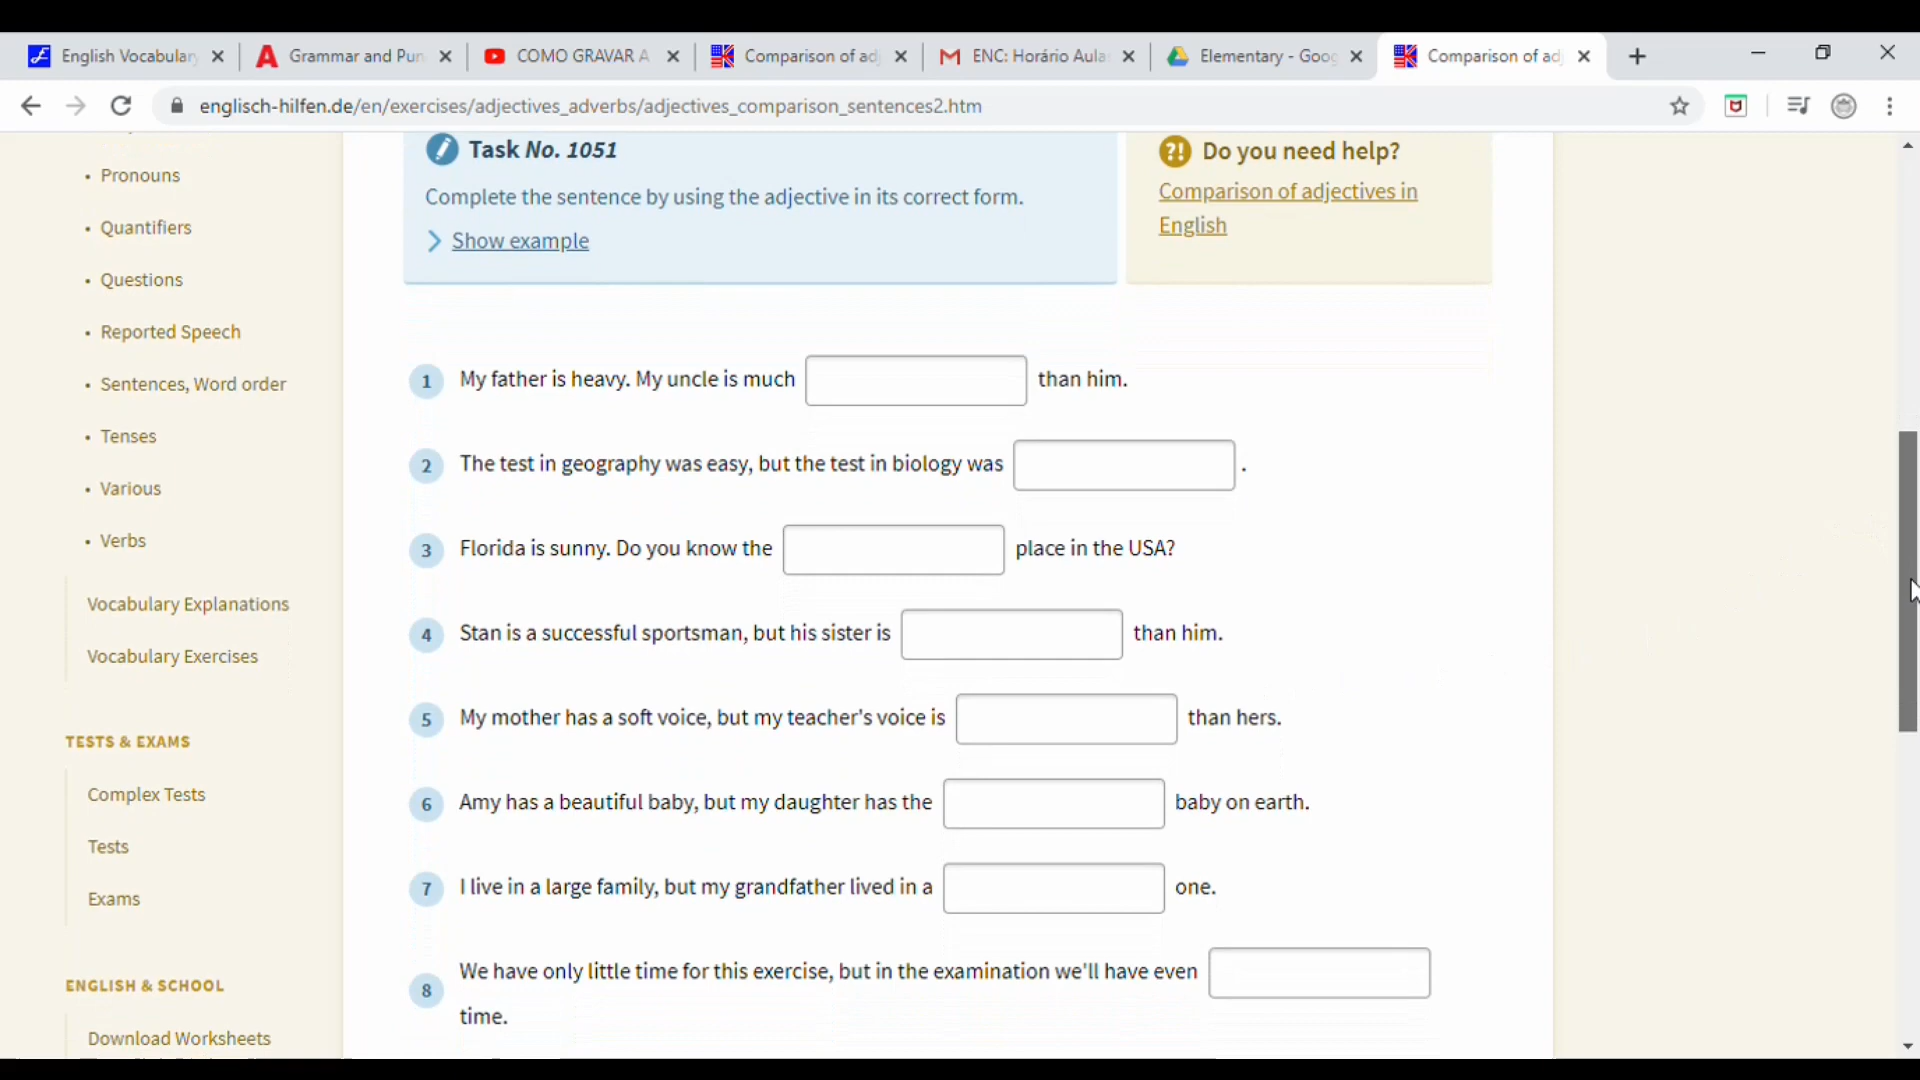 English Vocabular
Grammar and Pun
COMO GRAVAR A
Comparison of ad
ENC: Horário Aula
Elementary - Goog
Comparison of ad
englisch-hilfen.de/en/exercises/adjectives_adverbs/adjectives_comparison_sentences2.htm
Pronouns
Quantifiers
Questions
Reported Speech
Sentences, Word order
Tenses
Various
Verbs
Vocabulary Explanations
Vocabulary Exercises
TESTS & EXAMS
Complex Tests
Tests
Exams
ENGLISH & SCHOOL
Download Worksheets
Task No. 1051
Complete the sentence by using the adjective in its correct form.
Show example
?! Do you need help?
Comparison of adjectives in
English
1 My father is heavy. My uncle is much than him.
2 The test in geography was easy, but the test in biology was .
3 Florida is sunny. Do you know the place in the USA?
4 Stan is a successful sportsman, but his sister is than him.
5 My mother has a soft voice, but my teacher's voice is than hers.
6 Amy has a beautiful baby, but my daughter has the baby on earth.
7 I live in a large family, but my grandfather lived in a one.
8 We have only little time for this exercise, but in the examination we'll have even
time.